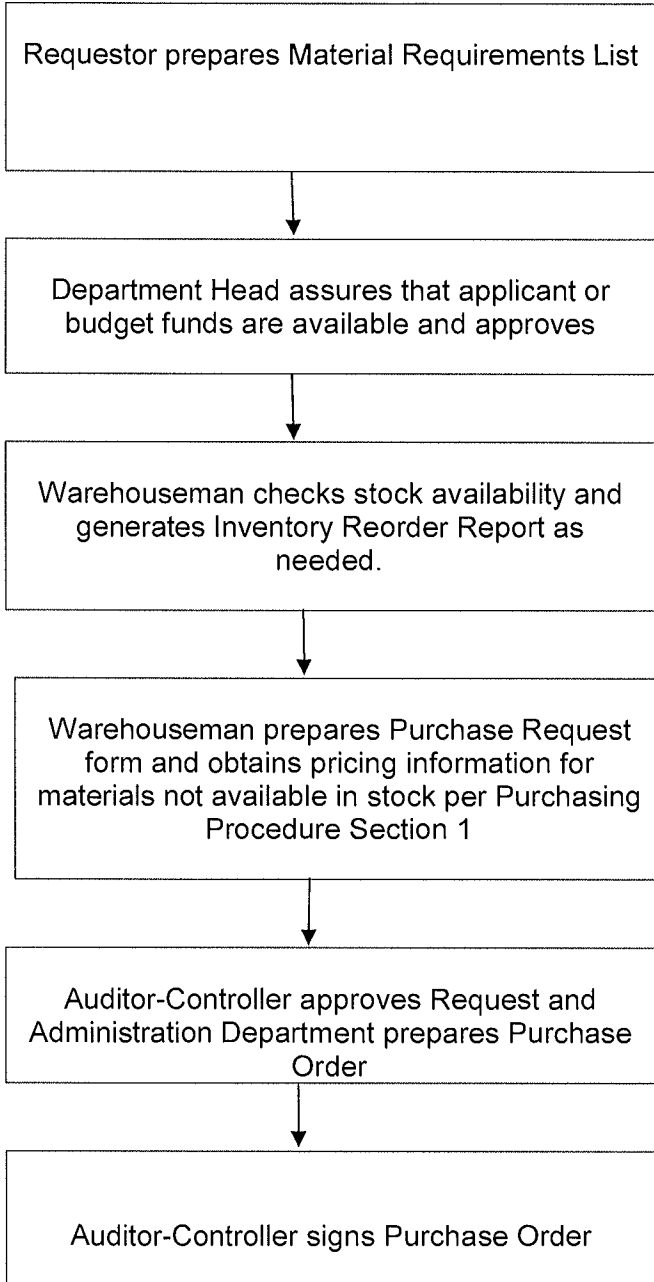 Requestor prepares Material Requirements List
Department Head assures that applicant or
budget funds are available and approves
Warehouseman checks stock availability and
generates Inventory Reorder Report as
needed.
Warehouseman prepares Purchase Request
form and obtains pricing information for
materials not available in stock per Purchasing
Procedure Section 1
Auditor-Controller approves Request and
Administration Department prepares Purchase
Order
Auditor-Controller signs Purchase Order